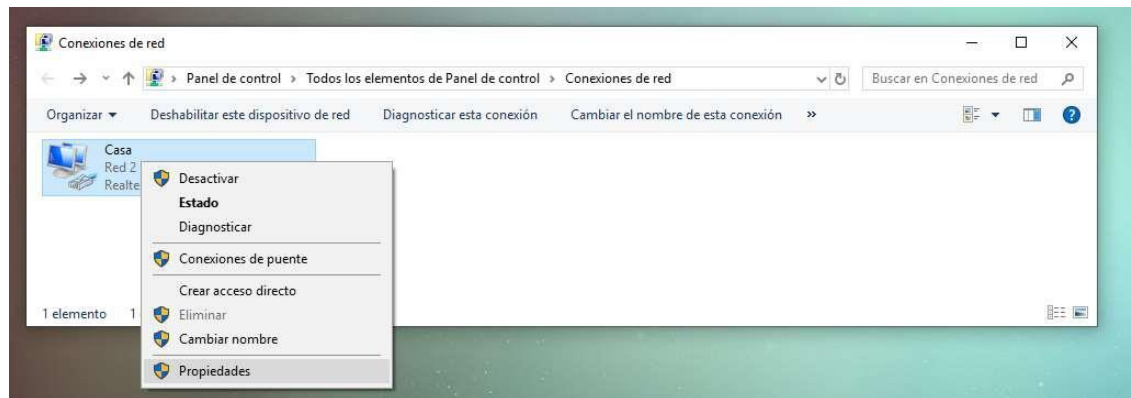 Conexiones de red
Panel de control > Todos los elementos de Panel de control > Conexiones de red
Buscar en Conexiones de red
Organizar Deshabilitar este dispositivo de red Diagnosticar esta conexión Cambiar el nombre de esta conexión »
Casa
Red 2
Realte
Desactivar
Estado
Diagnosticar
Conexiones de puente
Crear acceso directo
Eliminar
Cambiar nombre
Propiedades
1 elemento 1